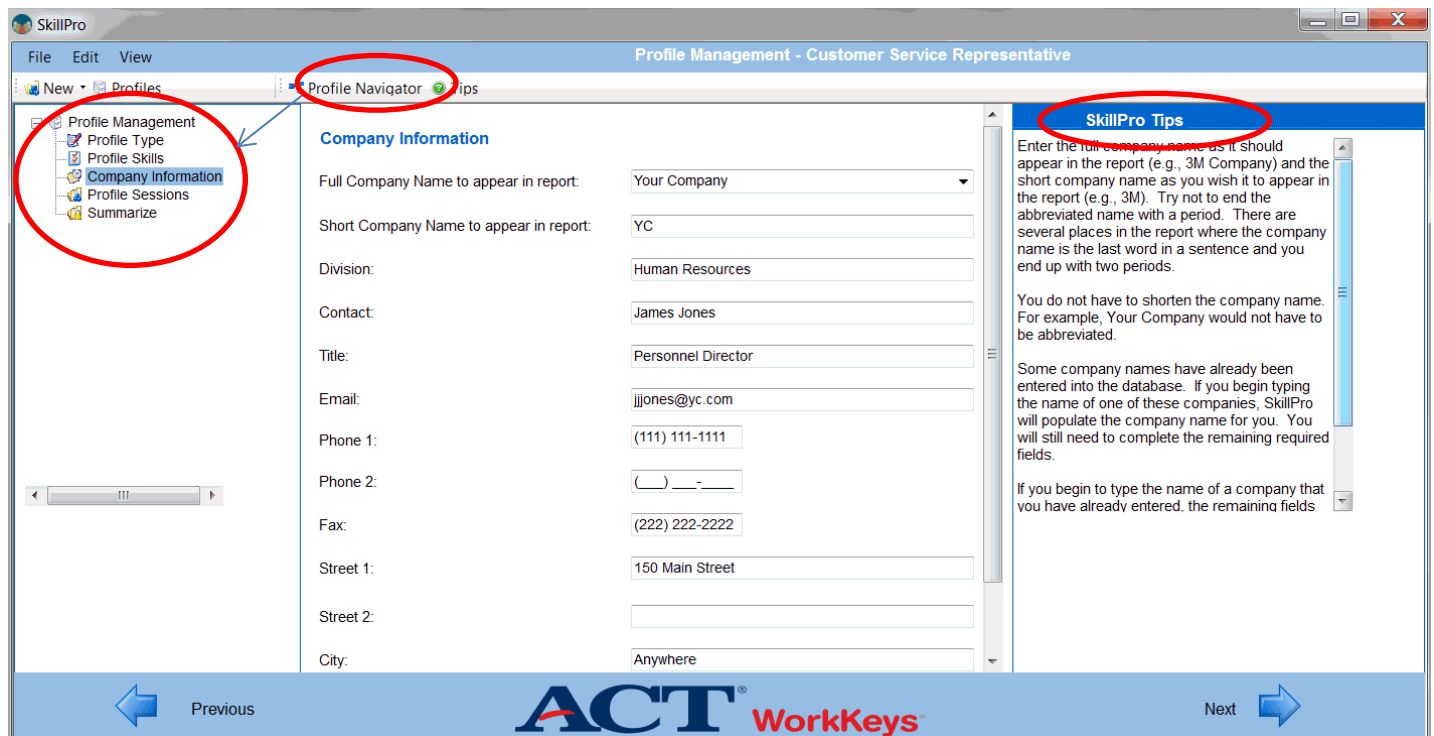 SkillPro
X
File Edit View
Profile Management - Customer Service Representative
New Profiles Profile Navigator Tips
Profile Management
Profile Type
Profile Skills
Company Information
Profile Sessions
Summarize
Company Information
Full Company Name to appear in report: Your Company
Short Company Name to appear in report: YC
Division: Human Resources
Contact: James Jones
Title: Personnel Director
Email: jjjones@yc.com
Phone 1: (111) 111-1111
Phone 2: (___) ___-____
Fax: (222) 222-2222
Street 1: 150 Main Street
Street 2:
City: Anywhere
SkillPro Tips
Enter the full company name as it should
appear in the report (e.g., 3M Company) and the
short company name as you wish it to appear in
the report (e.g., 3M). Try not to end the
abbreviated name with a period. There are
several places in the report where the company
name is the last word in a sentence and you
end up with two periods.
You do not have to shorten the company name.
For example, Your Company would not have to
be abbreviated.
Some company names have already been
entered into the database. If you begin typing
the name of one of these companies, SkillPro
will populate the company name for you. You
will still need to complete the remaining required
fields.
If you begin to type the name of a company that
you have already entered, the remaining fields
Previous
ACT® WorkKeys
Next